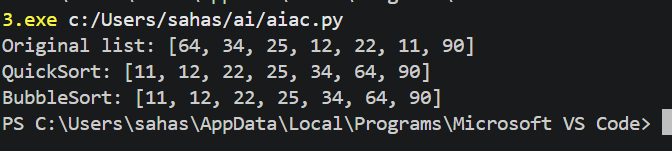 3.exe c:/Users/sahas/ai/aiac.py
Original list: [64, 34, 25, 12, 22, 11, 90]
QuickSort: [11, 12, 22, 25, 34, 64, 90]
BubbleSort: [11, 12, 22, 25, 34, 64, 90]
PS C:\Users\sahas\AppData\Local\Programs\Microsoft VS Code>